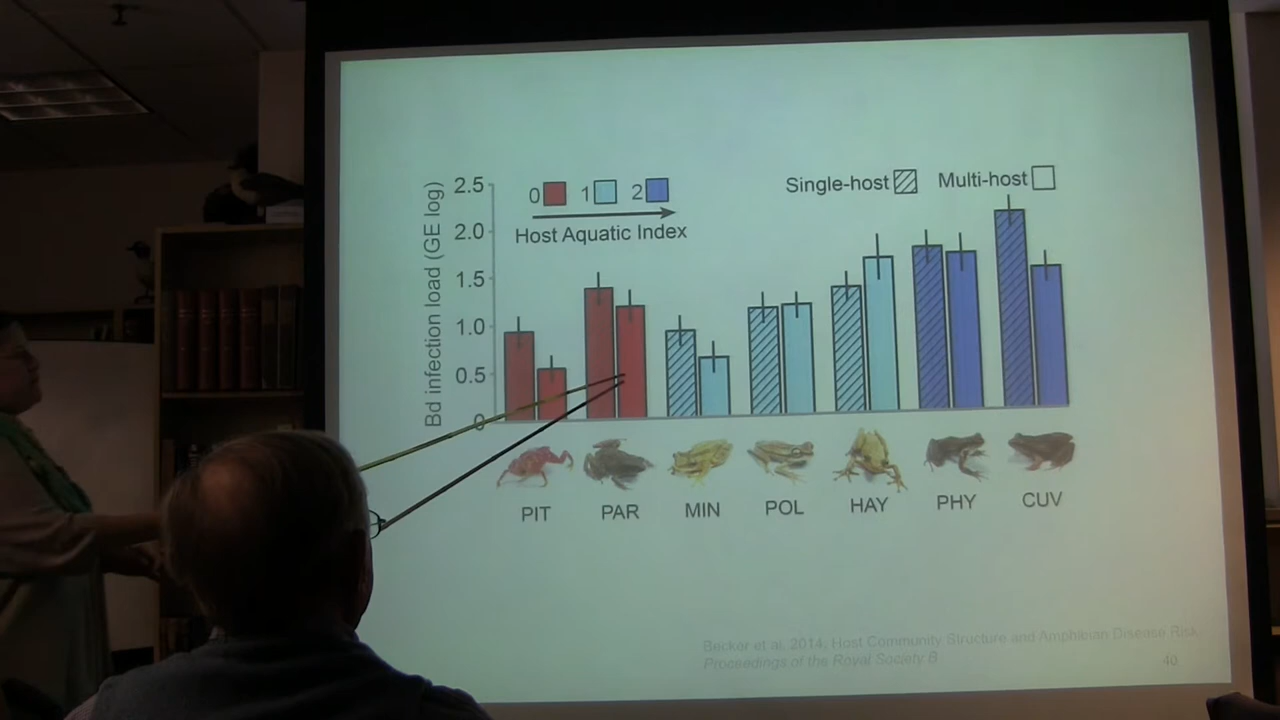 Bd infection load (GE log)
2.5
2.0
1.5
1.0
0.5
0
0 1 2
Host Aquatic Index
Single-host Multi-host
PIT PAR MIN POL HAY PHY CUV
Becker et al, 2014, Host Community Structure and Amphibian Disease Risk
Proceedings of the Royal Society B
40